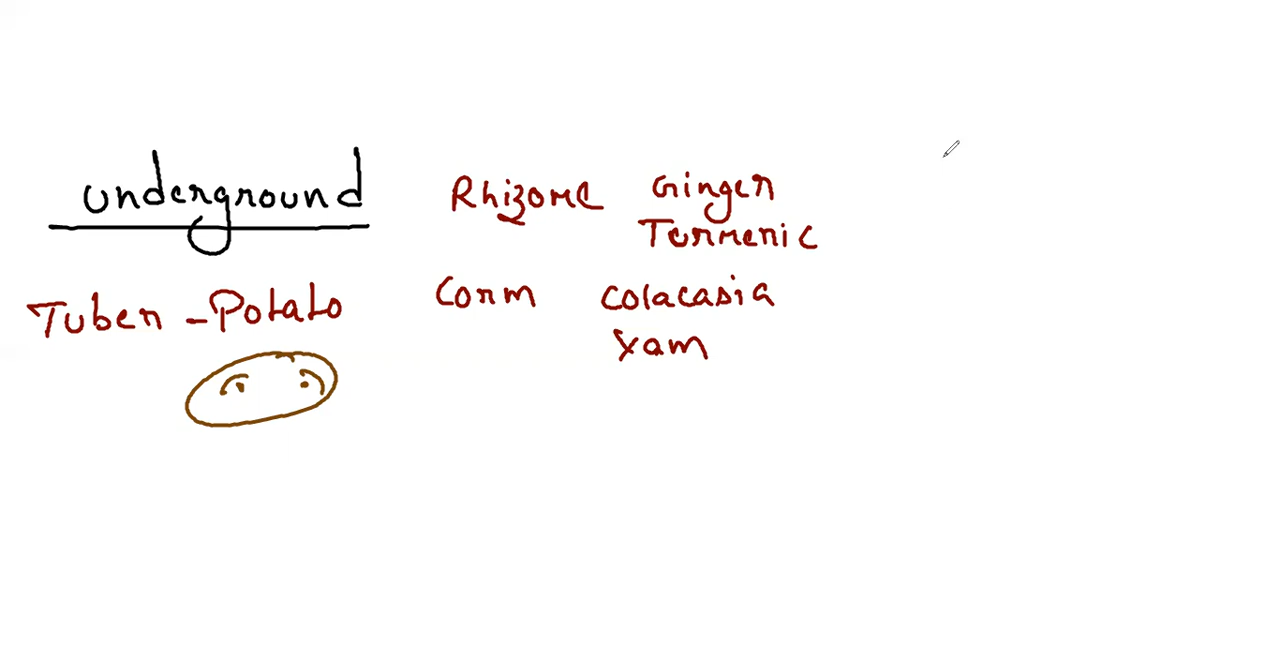 underground
Tuber - Potato
Rhizome Ginger
Turmeric
Corm Colacasia
Yam